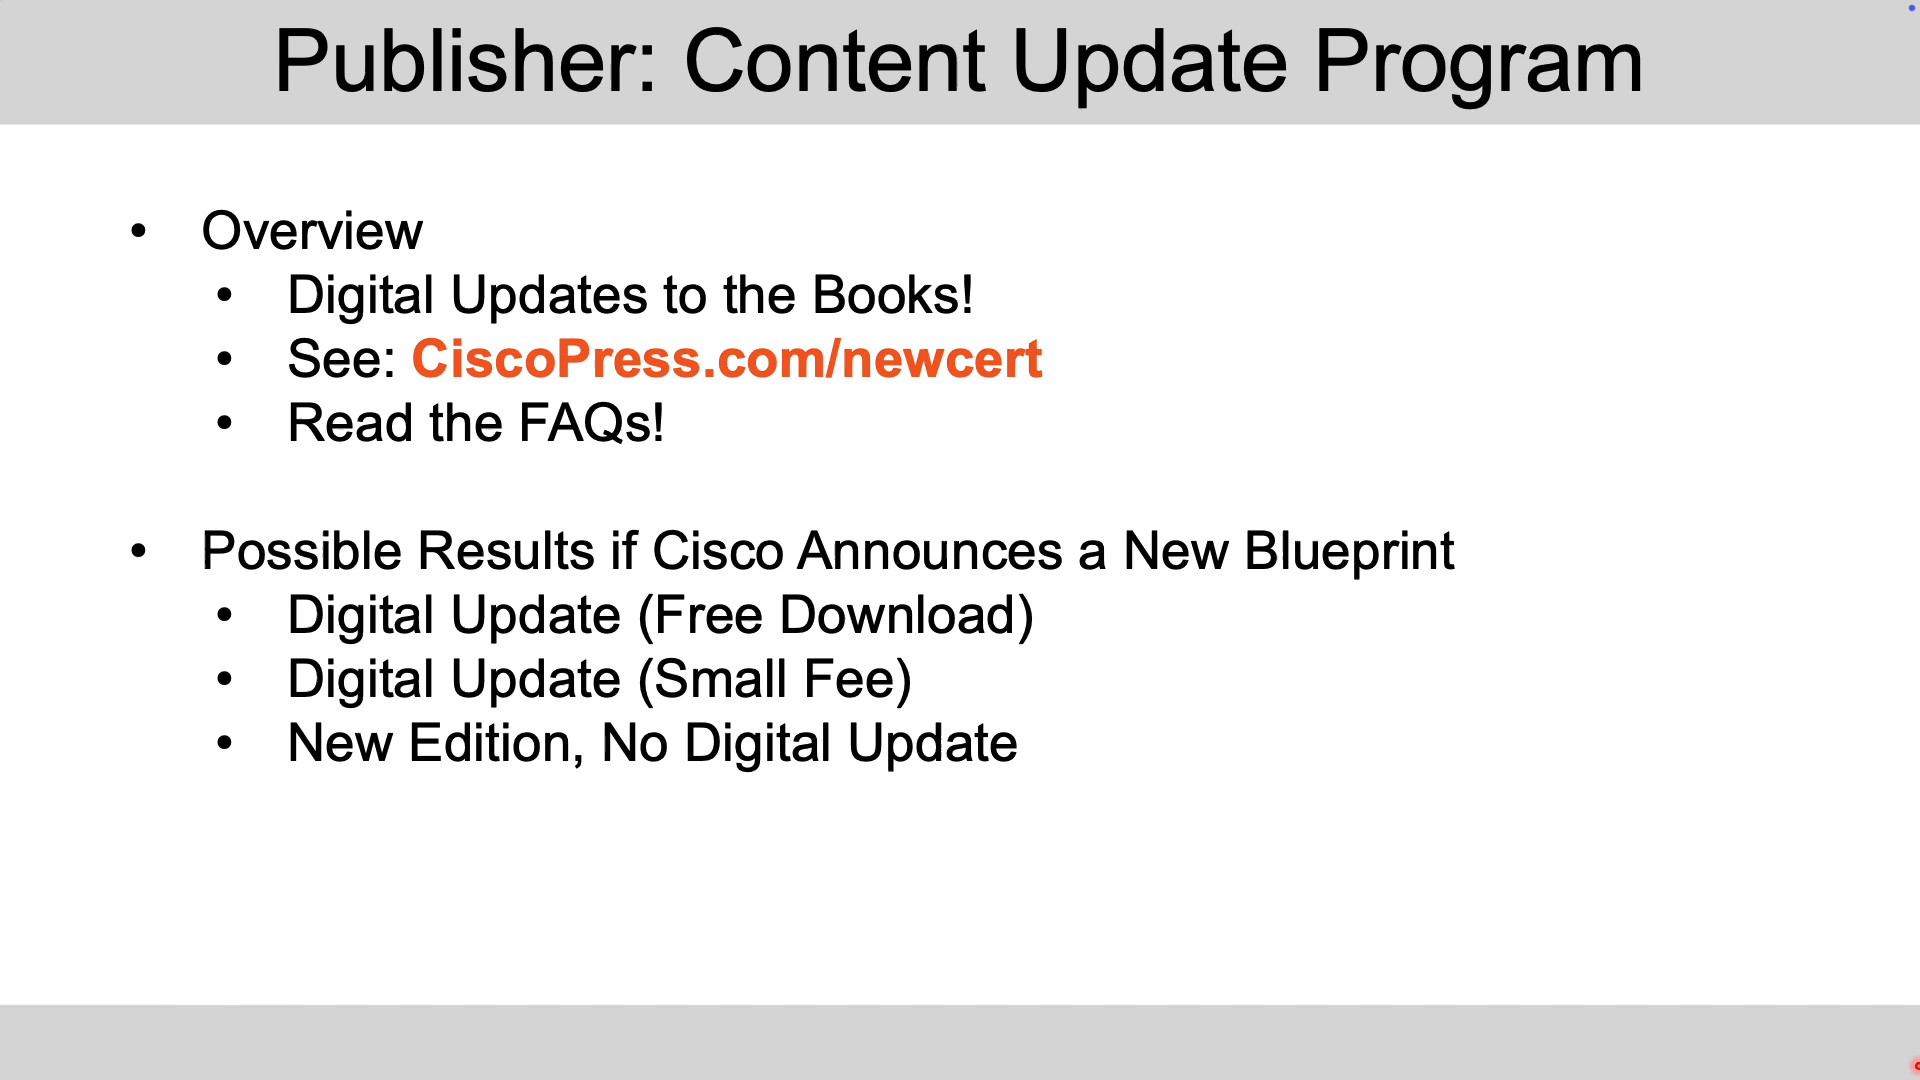 Publisher: Content Update Program
• Overview
• Digital Updates to the Books!
• See: CiscoPress.com/newcert
• Read the FAQs!
• Possible Results if Cisco Announces a New Blueprint
• Digital Update (Free Download)
• Digital Update (Small Fee)
• New Edition, No Digital Update